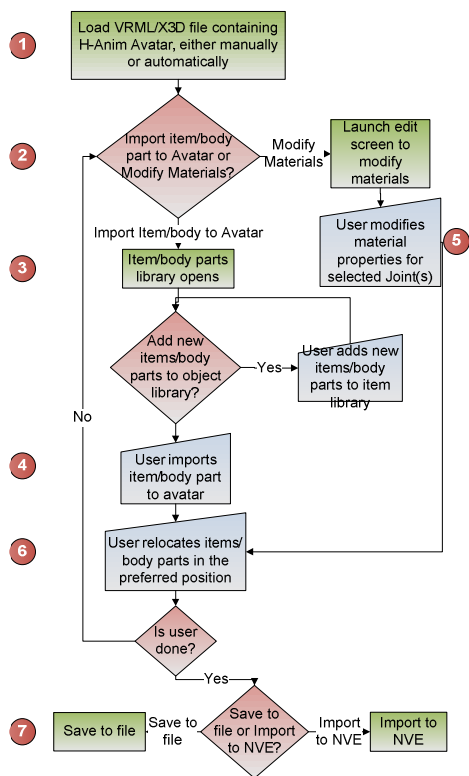 1
Load VRML/X3D file containing
H-Anim Avatar, either manually
or automatically
2
Import item/body
part to Avatar or
Modify Materials?
Modify
Materials
Launch edit
screen to
modify
materials
5
User modifies
material
properties for
selected Joint(s)
Import Item/body to Avatar
3
Item/body parts
library opens
Add new
items/body
parts to object
library?
Yes
User adds new
items/body
parts to item
library
No
4
User imports
item/body part
to avatar
6
User relocates items/
body parts in the
preferred position
Is user
done?
Yes
7
Save to file
Save to
file
Save to
file or Import
to NVE?
Import
to NVE
Import to
NVE